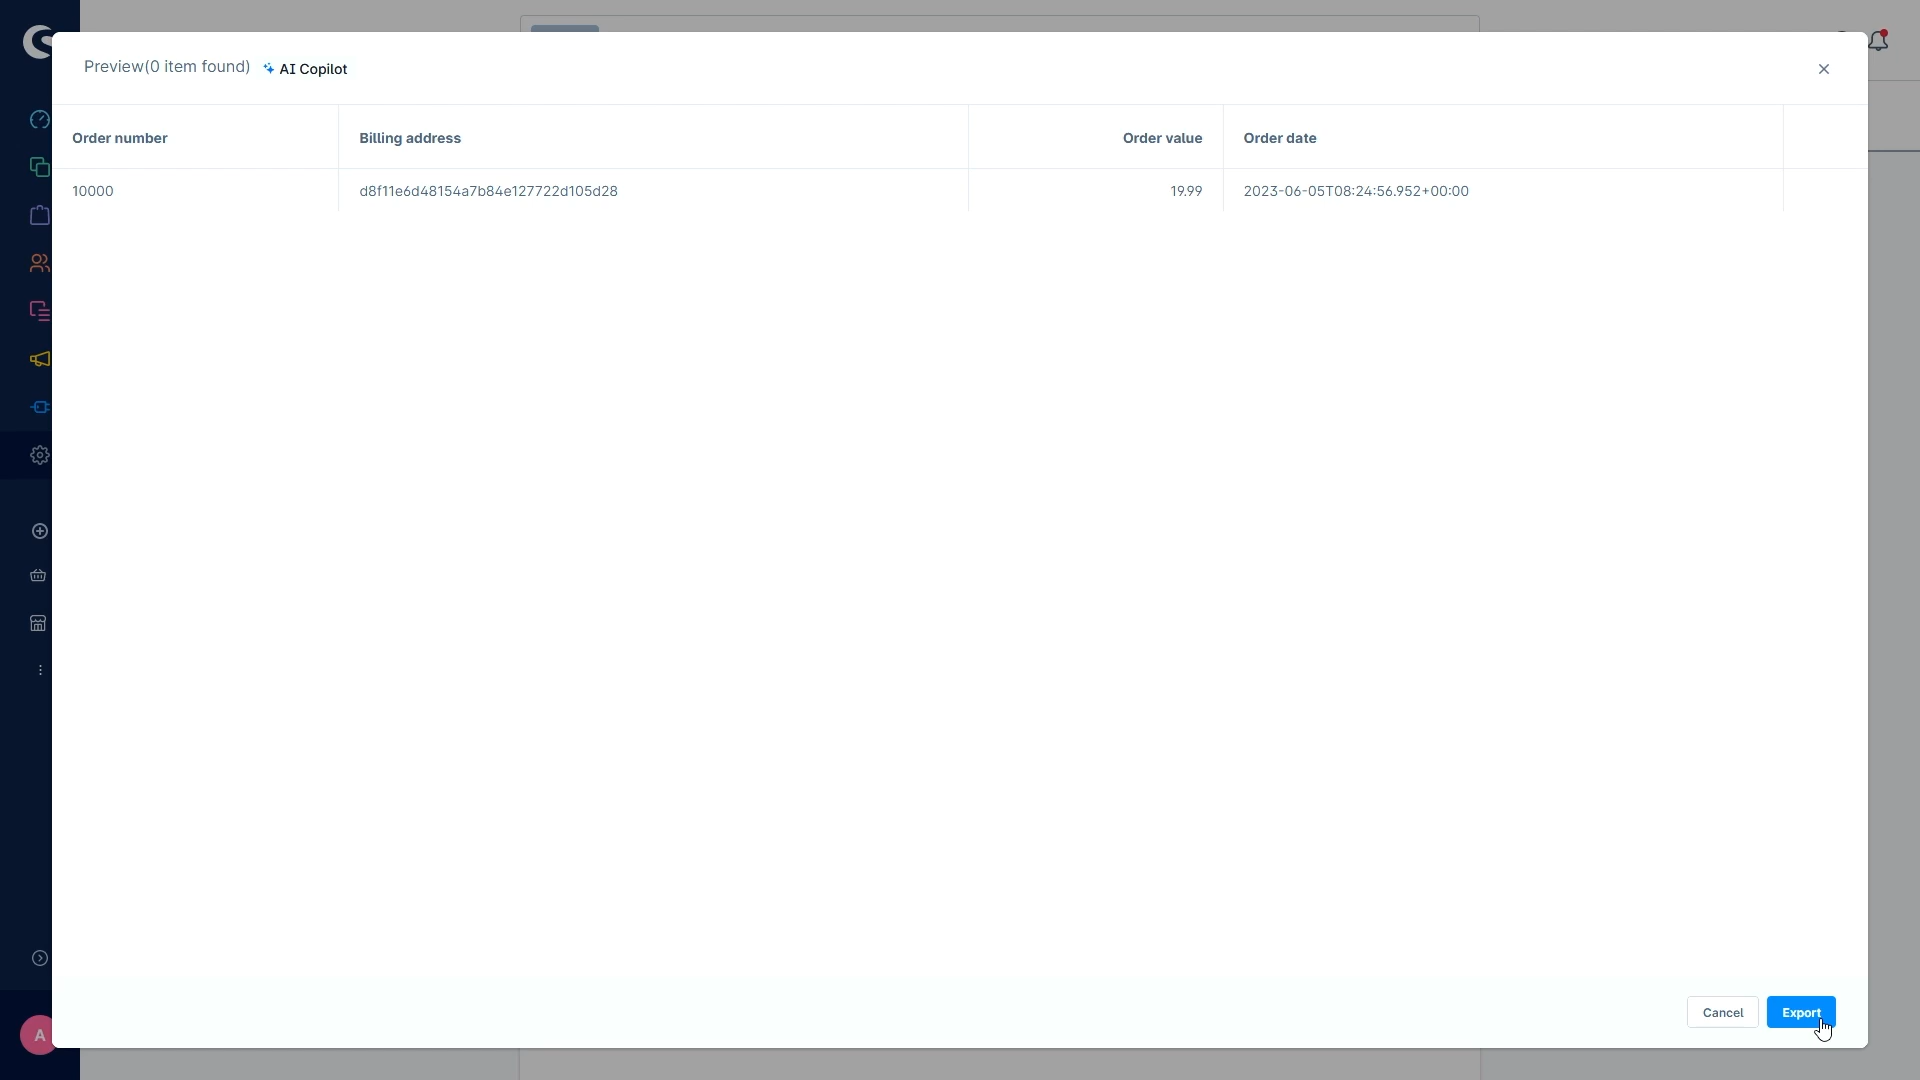 Preview(0 item found) AI Copilot
Order number Billing address Order value Order date
10000 d8f11e6d48154a7b84e127722d105d28 19.99 2023-06-05T08:24:56.952+00:00
Cancel Export
A